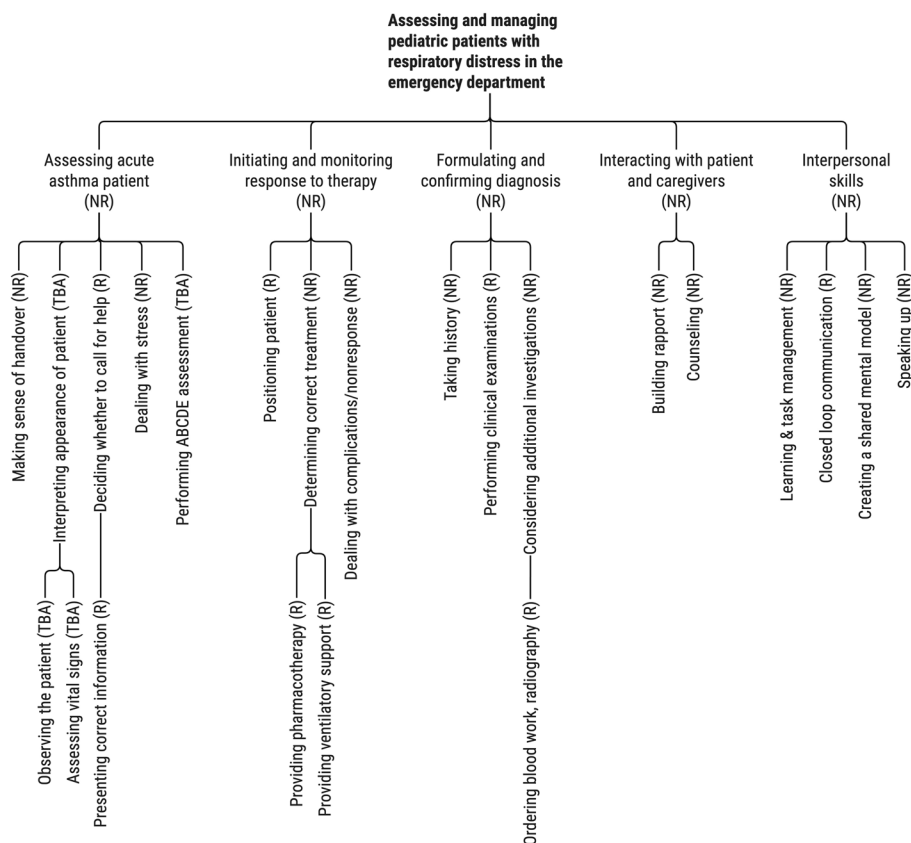 Assessing and managing
pediatric patients with
respiratory distress in the
emergency department
Assessing acute
asthma patient
(NR)
Initiating and monitoring
response to therapy
(NR)
Formulating and
confirming diagnosis
(NR)
Interacting with patient
and caregivers
(NR)
Interpersonal
skills
(NR)
Making sense of handover (NR)
Interpreting appearance of patient (TBA)
Deciding whether to call for help (R)
Dealing with stress (NR)
Performing ABCDE assessment (TBA)
Positioning patient (R)
Determining correct treatment (NR)
Dealing with complications/nonresponse (NR)
Taking history (NR)
Performing clinical examinations (R)
Considering additional investigations (NR)
Building rapport (NR)
Counseling (NR)
Learning & task management (NR)
Closed loop communication (R)
Creating a shared mental model (NR)
Speaking up (NR)
Observing the patient (TBA)
Assessing vital signs (TBA)
Presenting correct information (R)
Providing pharmacotherapy (R)
Providing ventilatory support (R)
Ordering blood work, radiography (R)